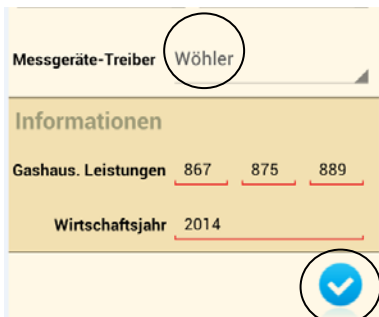 Messgeräte-Treiber Wöhler
Informationen
Gashaus. Leistungen 867 875 889
Wirtschaftsjahr 2014